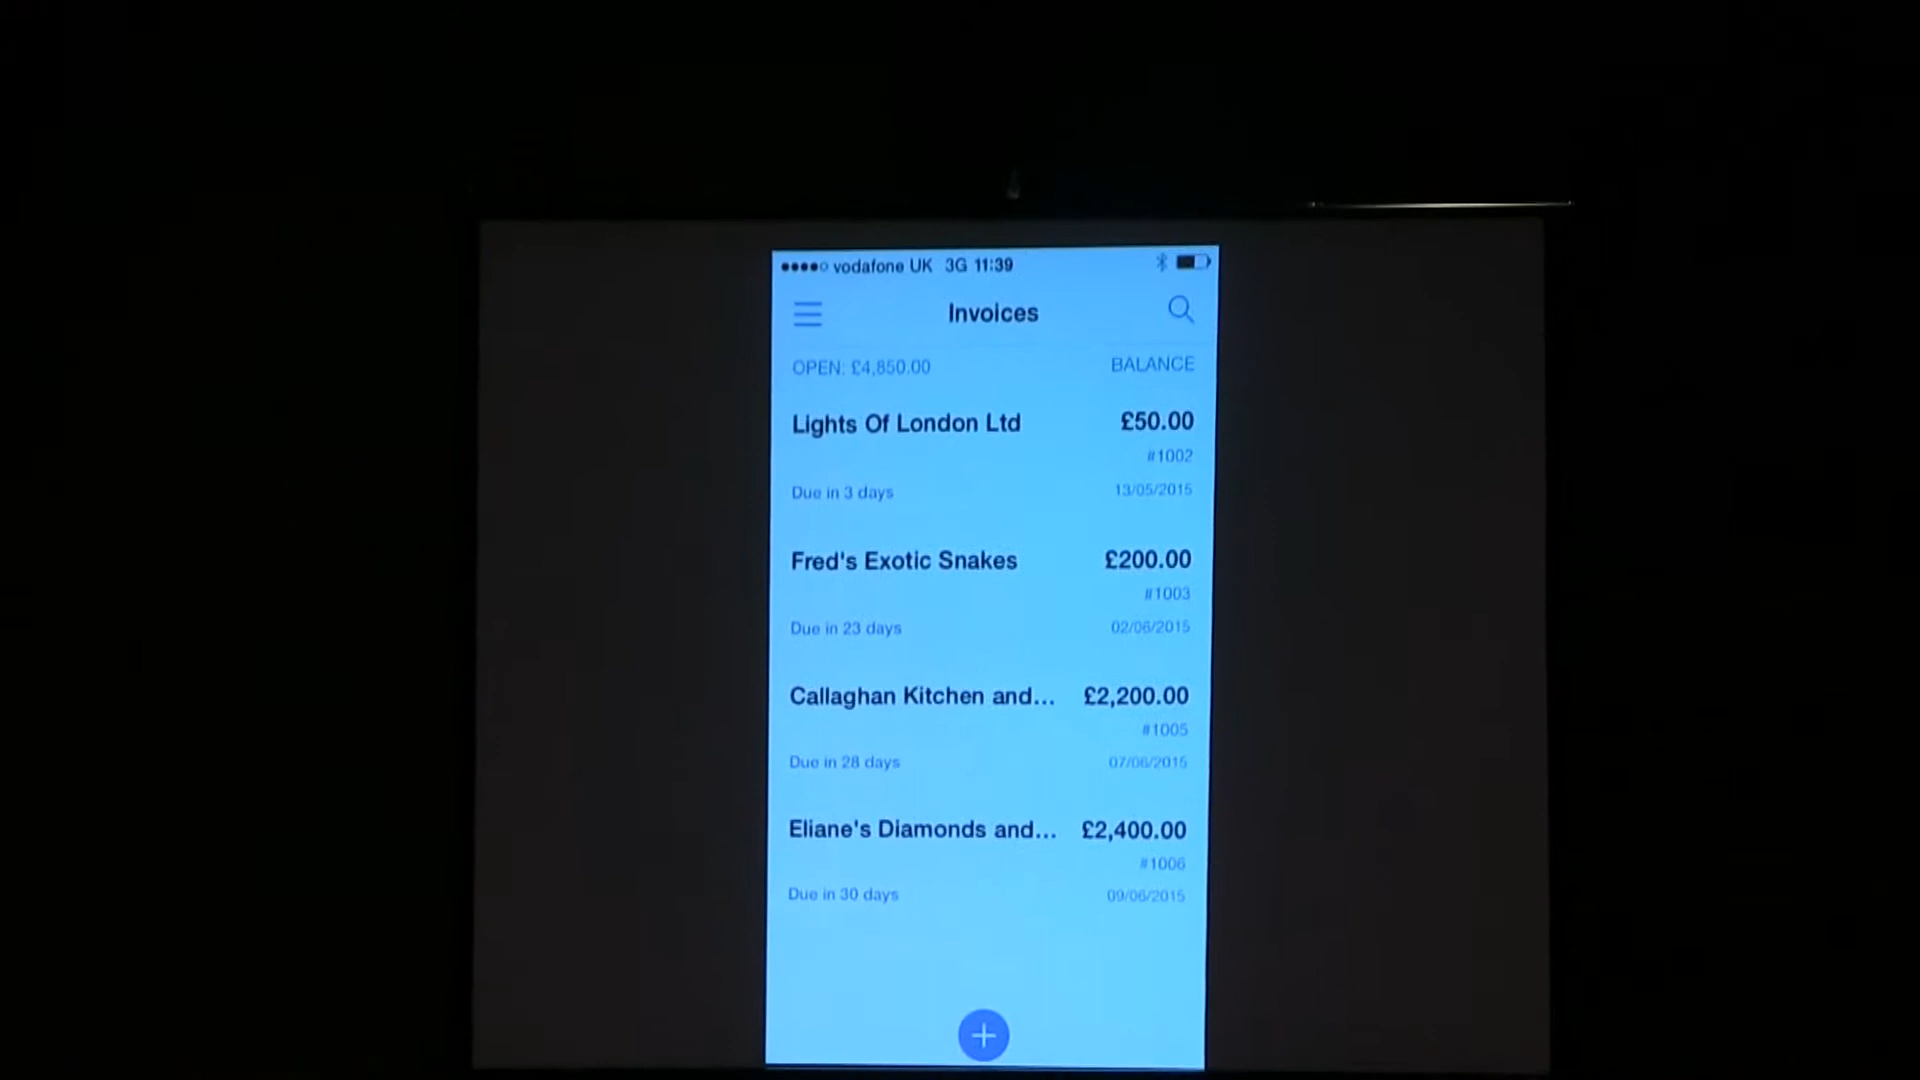 vodafone UK 3G 11:39
Invoices
OPEN: £4,850.00 BALANCE
Lights Of London Ltd £50.00
#1002
Due in 3 days 13/05/2015
Fred's Exotic Snakes £200.00
#1003
Due in 23 days 02/06/2015
Callaghan Kitchen and... £2,200.00
#1005
Due in 28 days 07/06/2015
Eliane's Diamonds and... £2,400.00
#1006
Due in 30 days 09/06/2015